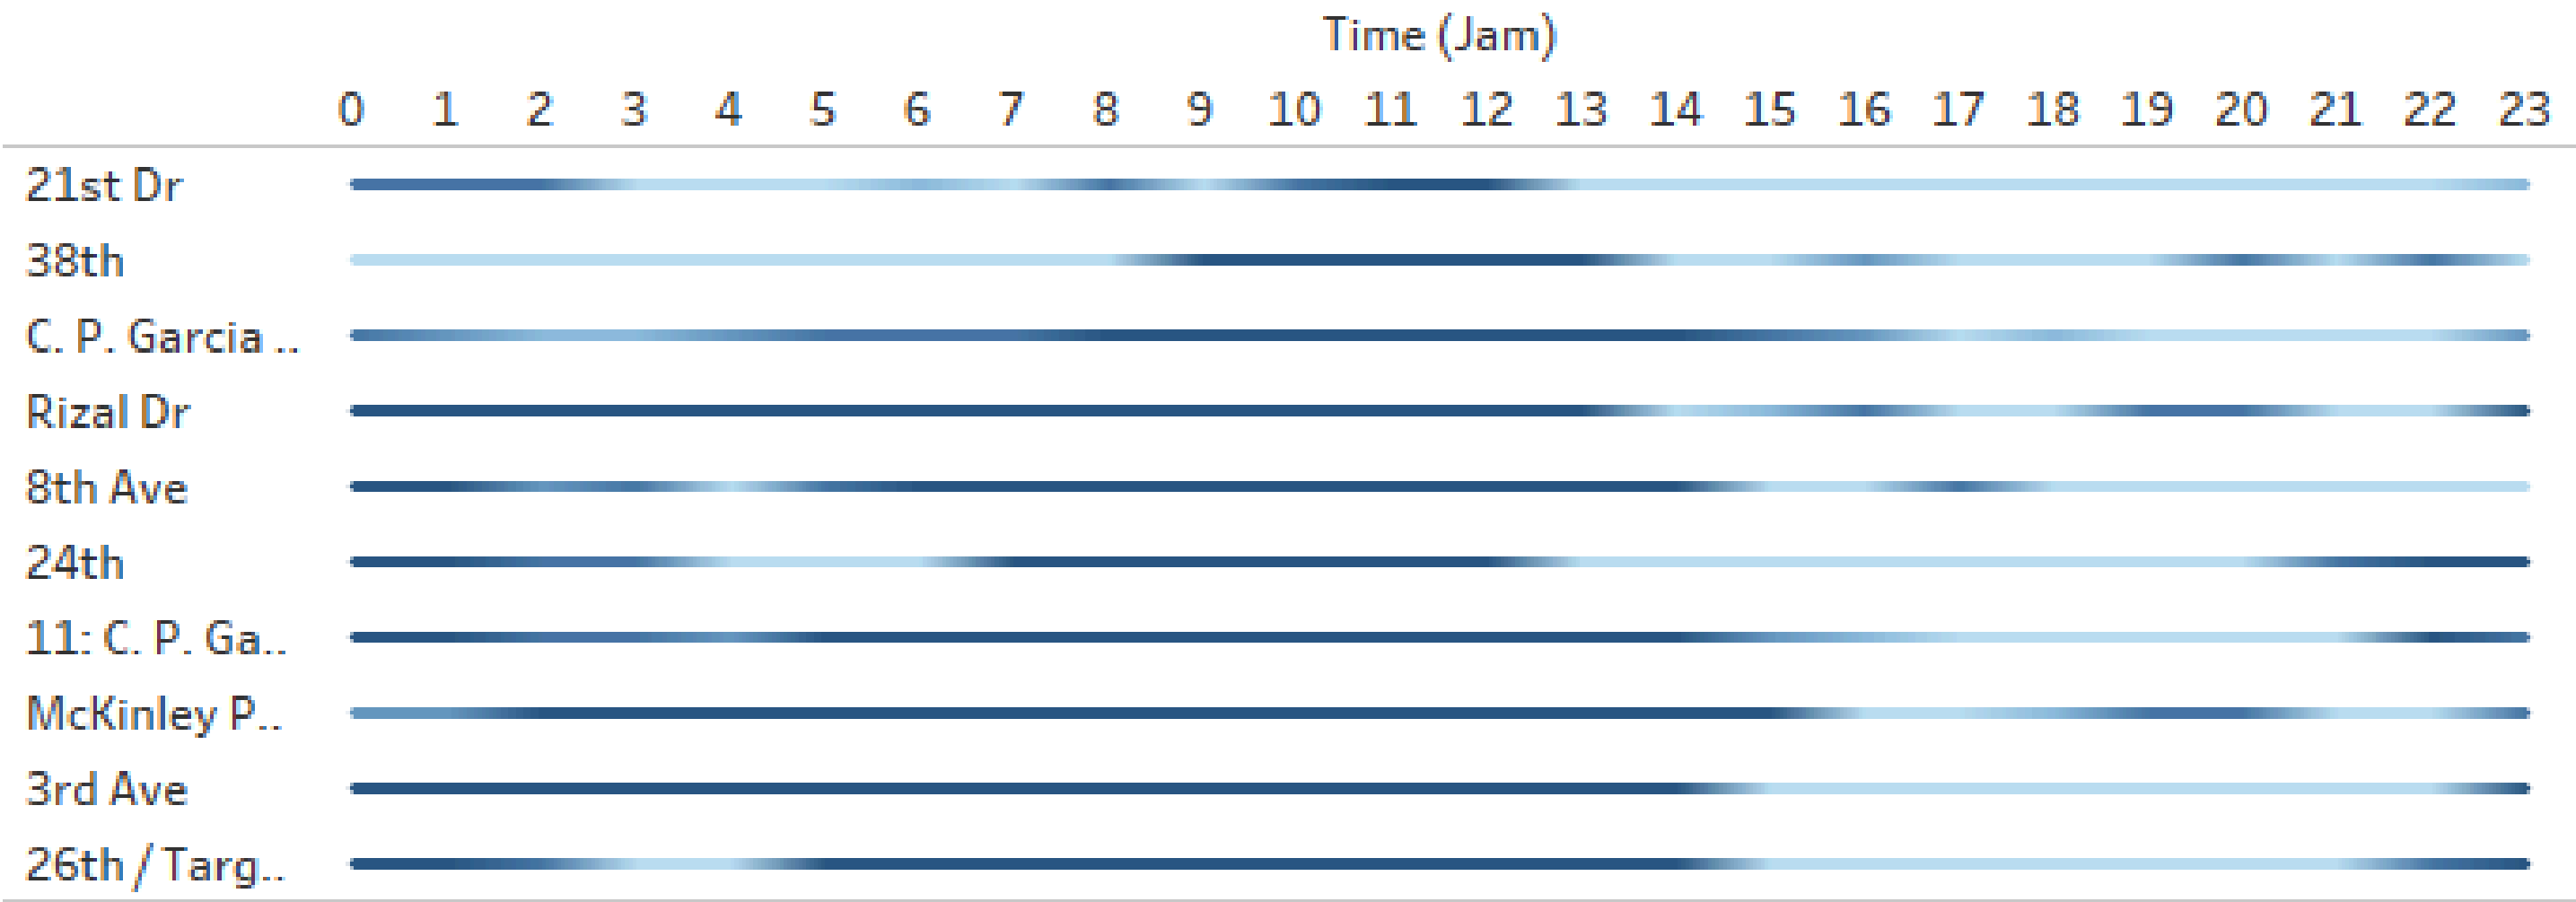 Time (Jam)
0 1 2 3 4 5 6 7 8 9 10 11 12 13 14 15 16 17 18 19 20 21 22 23
21st Dr
38th
C. P. Garcia ..
Rizal Dr
8th Ave
24th
11: C. P. Ga..
McKinley P..
3rd Ave
26th / Targ..